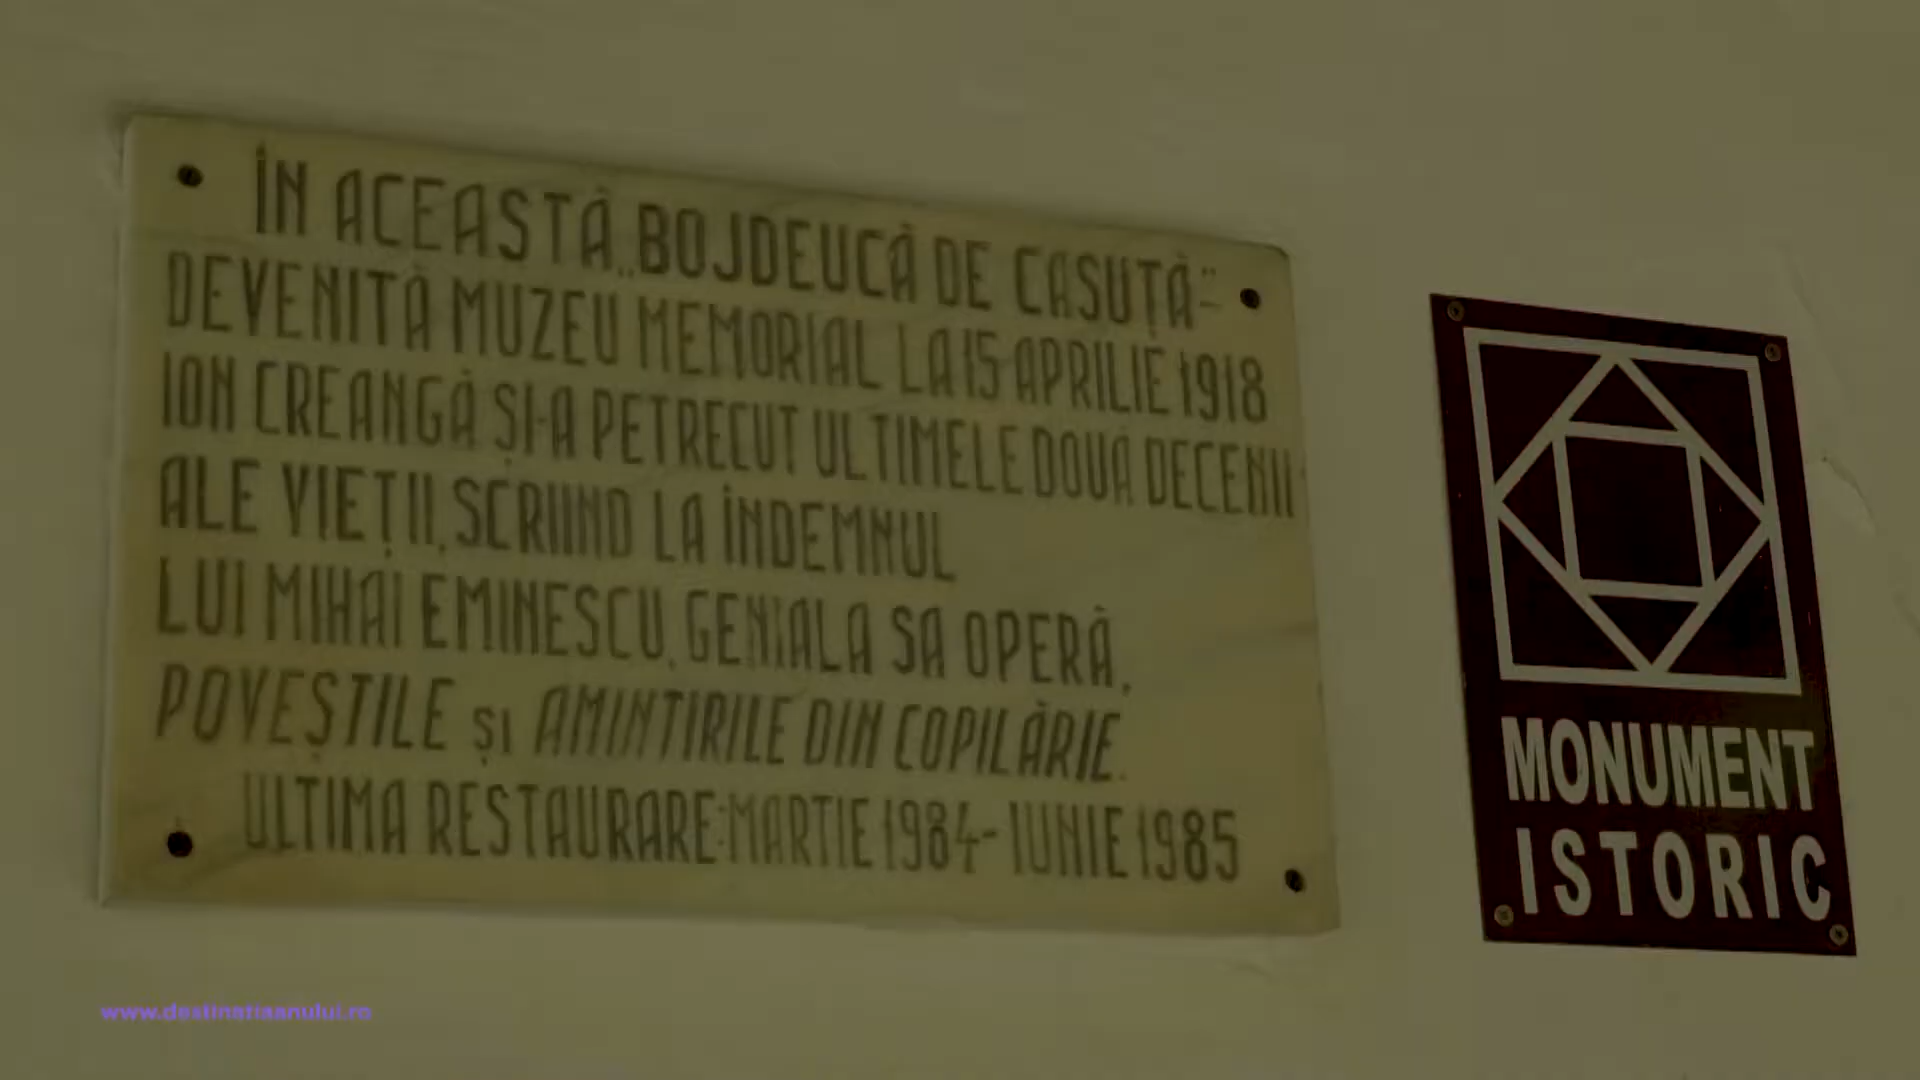 ÎN ACEASTĂ „BOJDEUCĂ DE CASUȚĂ"-
DEVENITĂ MUZEU MEMORIAL LA 15 APRILIE 1918
ION CREANGĂ ȘI-A PETRECUT ULTIMELE DOUĂ DECENII
ALE VIEȚII, SCRIIND LA ÎNDEMNUL
LUI MIHAI EMINESCU, GENIALA SA OPERĂ,
POVEȘTILE și AMINTIRILE DIN COPILĂRIE.
ULTIMA RESTAURARE: MARTIE 1984 - IUNIE 1985
MONUMENT
ISTORIC
www.destinatiaanului.ro